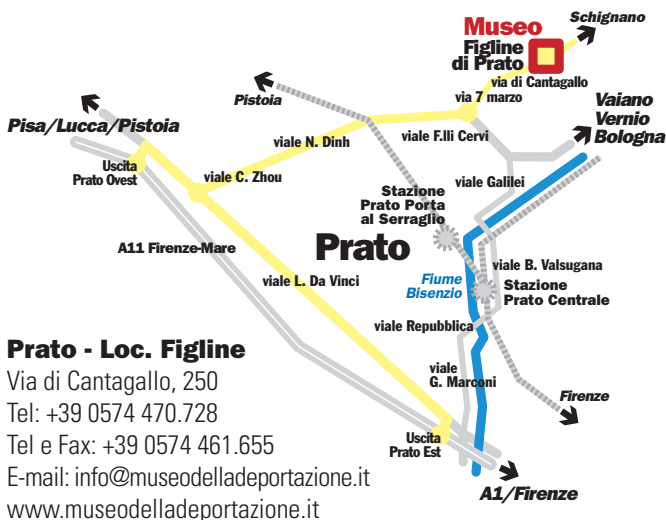 Schignano
Museo
Figline
di Prato
via di Cantagallo
via 7 marzo
Pistoia
Vaiano
Vernio
Bologna
Pisa/Lucca/Pistoia
viale N. Dinh
viale F.lli Cervi
Uscita
Prato Ovest
viale C. Zhou
viale Galilei
Stazione
Prato Porta
al Serraglio
A11 Firenze-Mare
Prato
viale B. Valsugana
viale L. Da Vinci
Fiume
Bisenzio
Stazione
Prato Centrale
viale Repubblica
Prato - Loc. Figline
Via di Cantagallo, 250
Tel: +39 0574 470.728
Tel e Fax: +39 0574 461.655
E-mail: info@museodelladeportazione.it
www.museodelladeportazione.it
viale
G. Marconi
Firenze
Uscita
Prato Est
A1/Firenze